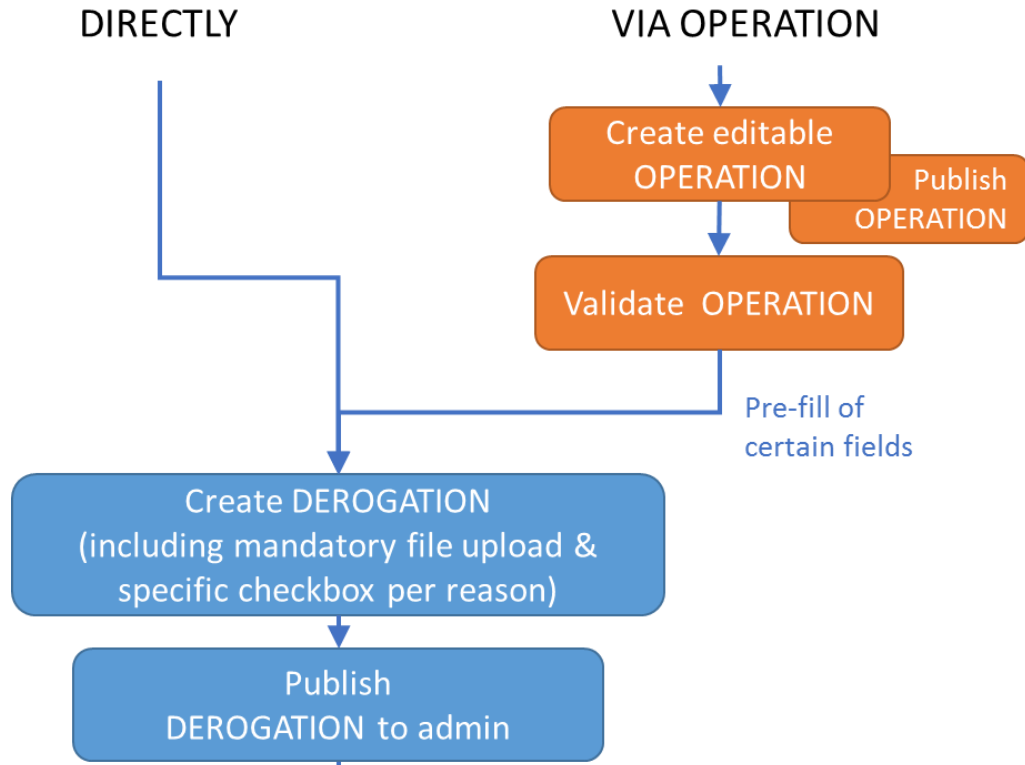 DIRECTLY
VIA OPERATION
Create editable
OPERATION
Publish
OPERATION
Validate OPERATION
Pre-fill of
certain fields
Create DEROGATION
(including mandatory file upload &
specific checkbox per reason)
Publish
DEROGATION to admin